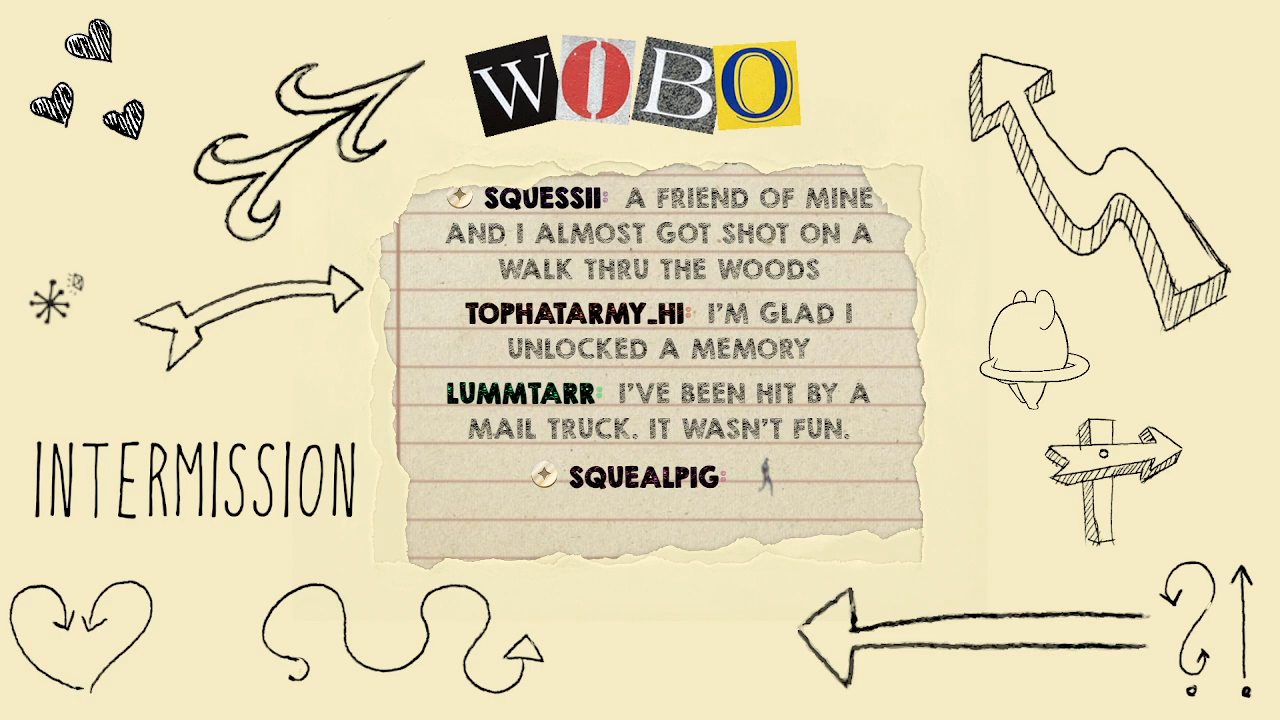 WOBO
SQUESSII: A FRIEND OF MINE
AND I ALMOST GOT SHOT ON A
WALK THRU THE WOODS
TOPHATARMY_HI: I'M GLAD I
UNLOCKED A MEMORY
LUMMTARR: I'VE BEEN HIT BY A
MAIL TRUCK. IT WASN'T FUN.
SQUEALPIG:
INTERMISSION
?!